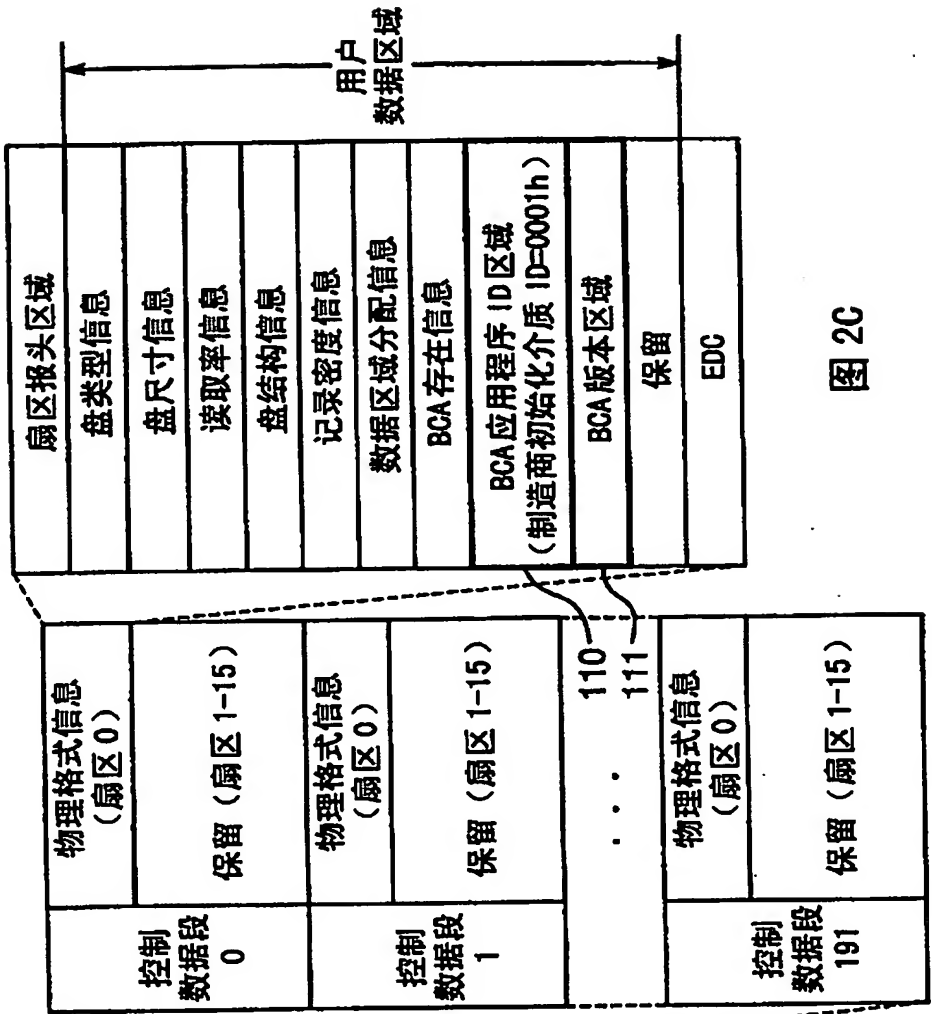 控制
数据段
0
物理格式信息
（扇区 0）
保留（扇区 1-15）
控制
数据段
1
物理格式信息
（扇区 0）
保留（扇区 1-15）
. . .
控制
数据段
191
物理格式信息
（扇区 0）
保留（扇区 1-15）
110
111
扇区报头区域
盘类型信息
盘尺寸信息
读取率信息
盘结构信息
记录密度信息
数据区域分配信息
BCA存在信息
BCA应用程序 ID区域
（制造商初始化介质 ID=0001h）
BCA版本区域
保留
EDC
用户
数据区域
图 2C